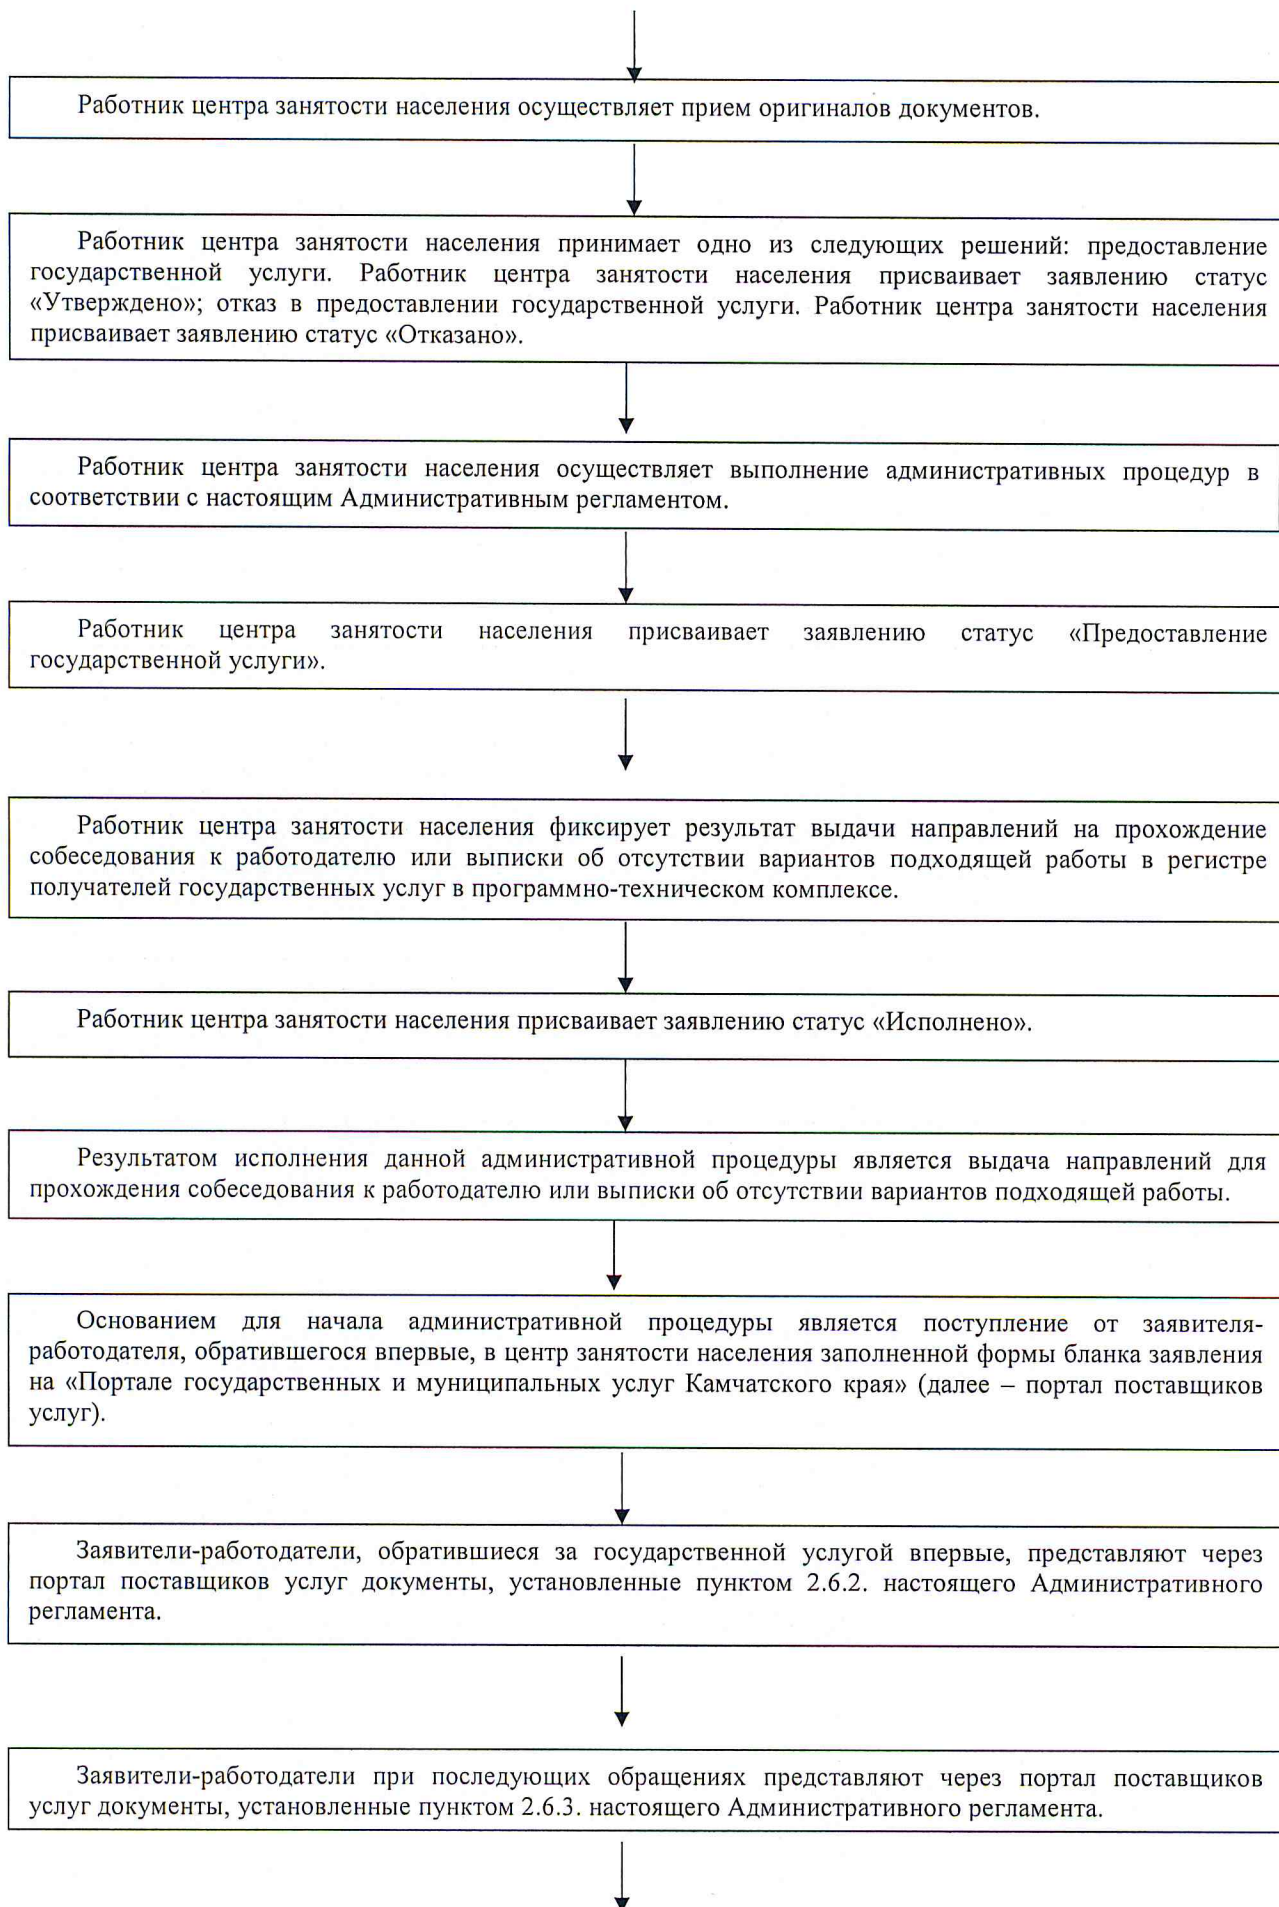 Работник центра занятости населения осуществляет прием оригиналов документов.
Работник центра занятости населения принимает одно из следующих решений: предоставление
государственной услуги. Работник центра занятости населения присваивает заявлению статус
«Утверждено»; отказ в предоставлении государственной услуги. Работник центра занятости населения
присваивает заявлению статус «Отказано».
Работник центра занятости населения осуществляет выполнение административных процедур в
соответствии с настоящим Административным регламентом.
Работник центра занятости населения присваивает заявлению статус «Предоставление
государственной услуги».
Работник центра занятости населения фиксирует результат выдачи направлений на прохождение
собеседования к работодателю или выписки об отсутствии вариантов подходящей работы в регистре
получателей государственных услуг в программно-техническом комплексе.
Работник центра занятости населения присваивает заявлению статус «Исполнено».
Результатом исполнения данной административной процедуры является выдача направлений для
прохождения собеседования к работодателю или выписки об отсутствии вариантов подходящей работы.
Основанием для начала административной процедуры является поступление от заявителя-
работодателя, обратившегося впервые, в центр занятости населения заполненной формы бланка заявления
на «Портале государственных и муниципальных услуг Камчатского края» (далее – портал поставщиков
услуг).
Заявители-работодатели, обратившиеся за государственной услугой впервые, представляют через
портал поставщиков услуг документы, установленные пунктом 2.6.2. настоящего Административного
регламента.
Заявители-работодатели при последующих обращениях представляют через портал поставщиков
услуг документы, установленные пунктом 2.6.3. настоящего Административного регламента.